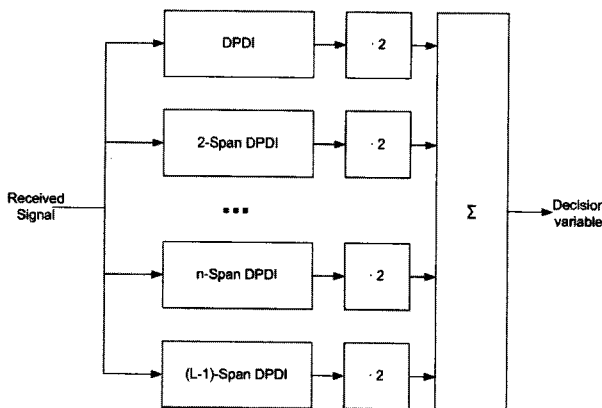 DPDI
· 2
2-Span DPDI
· 2
Received
Signal
...
Σ
Decision
variable
n-Span DPDI
· 2
(L-1)-Span DPDI
· 2